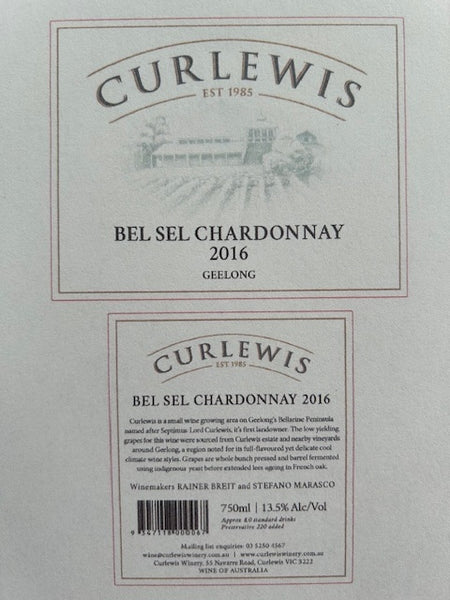 CURLEWIS
EST 1985
BEL SEL CHARDONNAY
2016
GEELONG
CURLEWIS
EST 1985
BEL SEL CHARDONNAY 2016
Curlewis is a small wine growing area on Geelong's Bellarine Peninsula
named after Septimus Lord Curlewis, it's first landowner. The low yielding
grapes for this wine were sourced from Curlewis estate and nearby vineyards
around Geelong, a region noted for its full-flavoured yet delicate cool
climate wine styles. Grapes are whole bunch pressed and barrel fermented
using indigenous yeast before extended lees ageing in French oak.
Winemakers RAINER BREIT and STEFANO MARASCO
750ml | 13.5% Alc/Vol
Approx 8.0 standard drinks
Preservative 220 added
9 347118 000067
Mailing list enquiries: 03 5250 4567
wine@curlewiswinery.com.au | www.curlewiswinery.com.au
Curlewis Winery, 55 Navarre Road, Curlewis VIC 3222
WINE OF AUSTRALIA